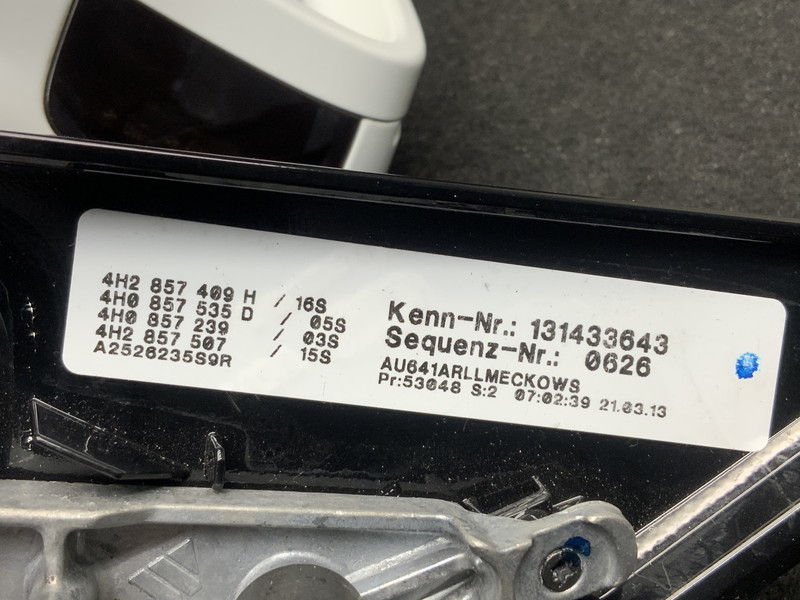 4H2 857 409 H / 16S
4H0 857 535 D / 05S
4H0 857 239 / 03S
4H2 857 507 / 15S
A2526235S9R
Kenn-Nr.: 131433643
Sequenz-Nr.: 0626
AU641ARLLMECKOWS
Pr:53048 S:2 07:02:39 21.03.13